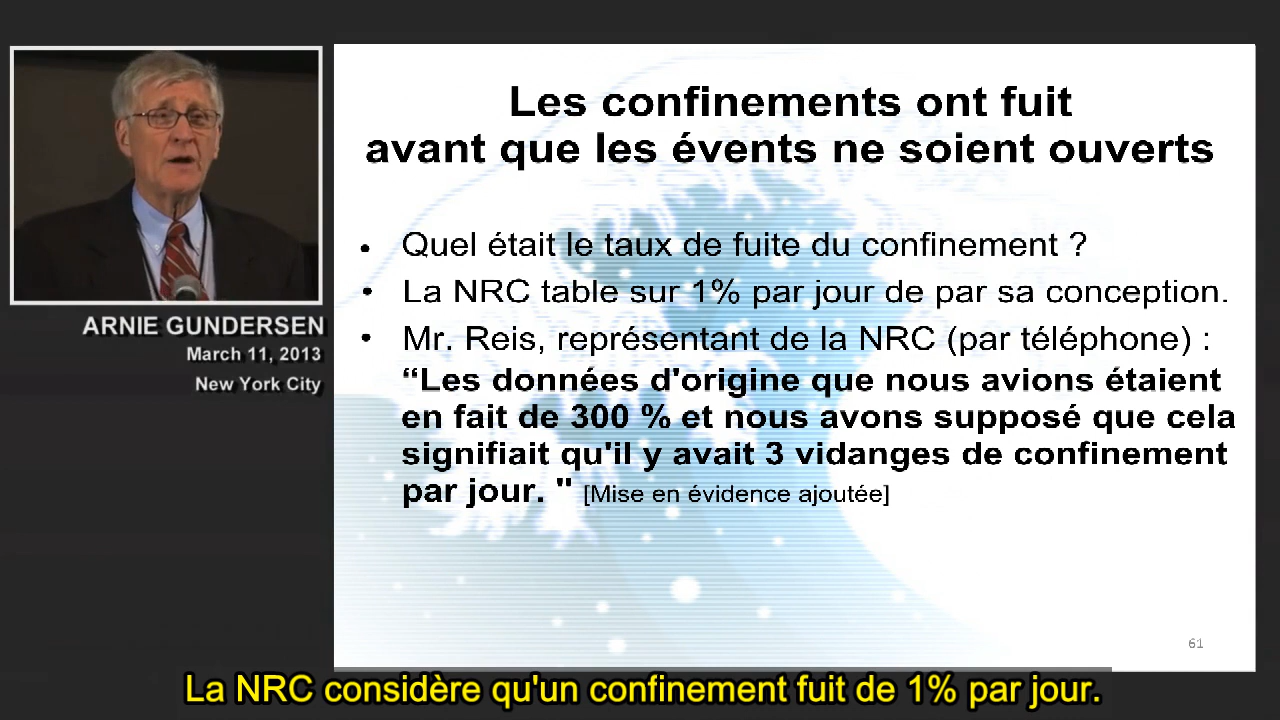 ARNIE GUNDERSEN
March 11, 2013
New York City
Les confinements ont fuit
avant que les évents ne soient ouverts
• Quel était le taux de fuite du confinement ?
• La NRC table sur 1% par jour de par sa conception.
• Mr. Reis, représentant de la NRC (par téléphone) :
“Les données d'origine que nous avions étaient
en fait de 300 % et nous avons supposé que cela
signifiait qu'il y avait 3 vidanges de confinement
par jour. " [Mise en évidence ajoutée]
61
La NRC considère qu'un confinement fuit de 1% par jour.